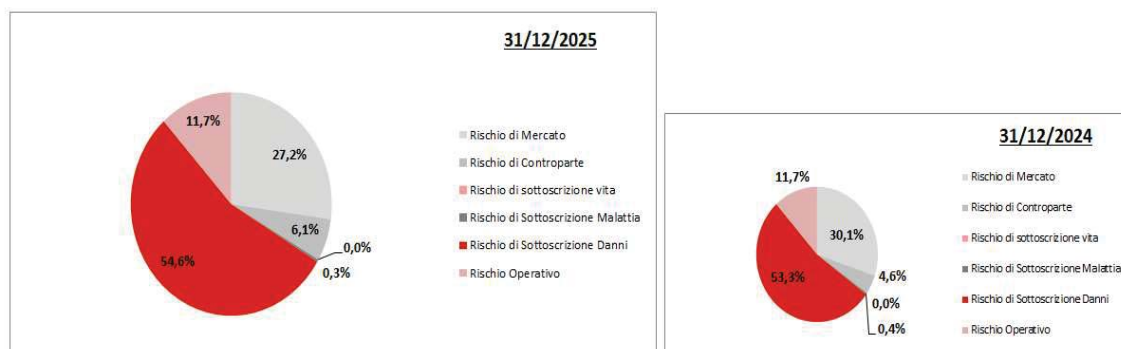 31/12/2025
11,7%
27,2%
6,1%
0,0%
0,3%
54,6%
Rischio di Mercato
Rischio di Controparte
Rischio di sottoscrizione vita
Rischio di Sottoscrizione Malattia
Rischio di Sottoscrizione Danni
Rischio Operativo
31/12/2024
11,7%
30,1%
4,6%
0,0%
0,4%
53,3%
Rischio di Mercato
Rischio di Controparte
Rischio di sottoscrizione vita
Rischio di Sottoscrizione Malattia
Rischio di Sottoscrizione Danni
Rischio Operativo